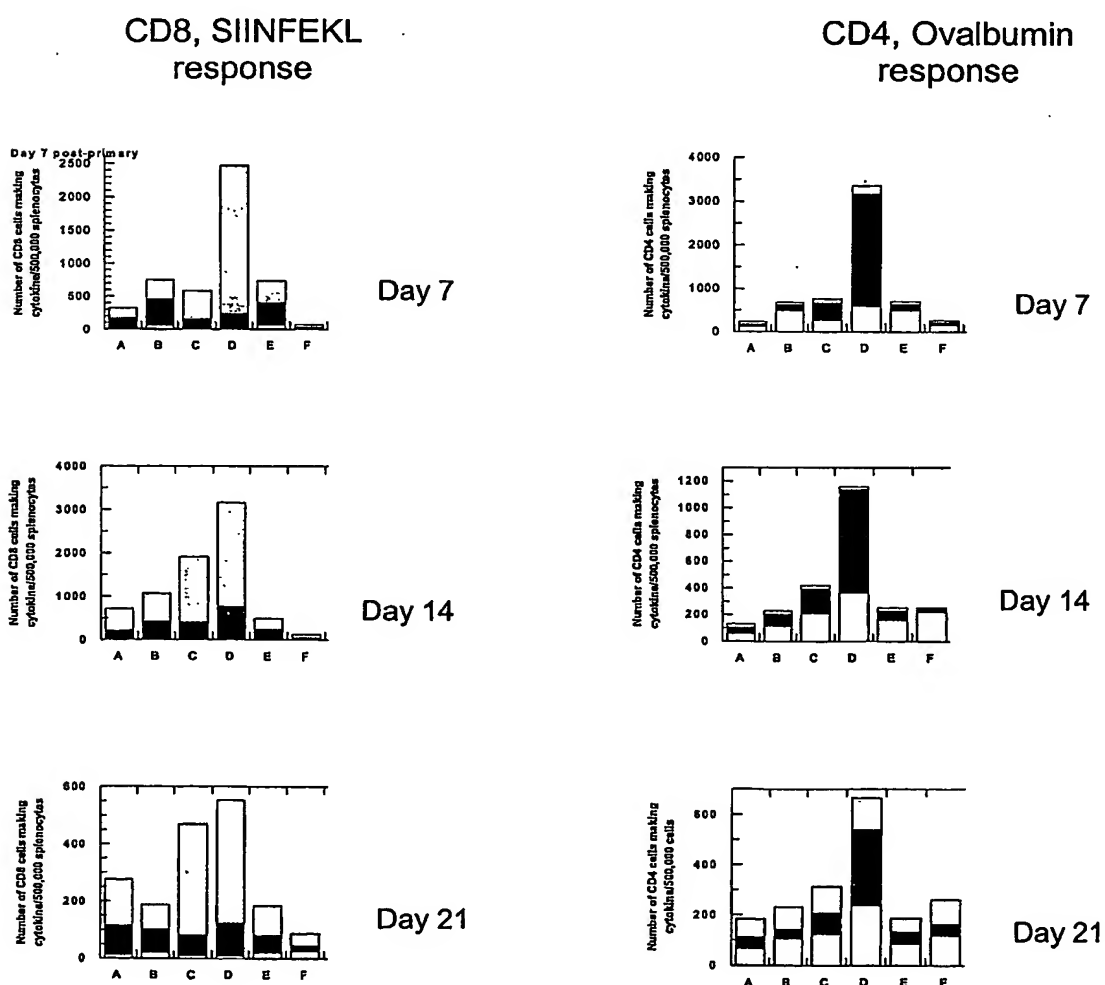 CD8, SIINFEKL
response
CD4, Ovalbumin
response
Day 7 post-primary
Number of CD8 cells making
cytokine/500,000 splenocytes
2500
2000
1500
1000
500
0
A B C D E F
Day 7
Number of CD4 cells making
cytokine/500,000 splenocytes
4000
3000
2000
1000
0
A B C D E F
Day 7
Number of CD8 cells making
cytokine/500,000 splenocytes
4000
3000
2000
1000
0
A B C D E F
Day 14
Number of CD4 cells making
cytokine/500,000 splenocytes
1200
1000
800
600
400
200
0
A B C D E F
Day 14
Number of CD8 cells making
cytokine/500,000 splenocytes
600
400
200
0
A B C D E F
Day 21
Number of CD4 cells making
cytokine/500,000 cells
600
400
200
0
A B C D E F
Day 21